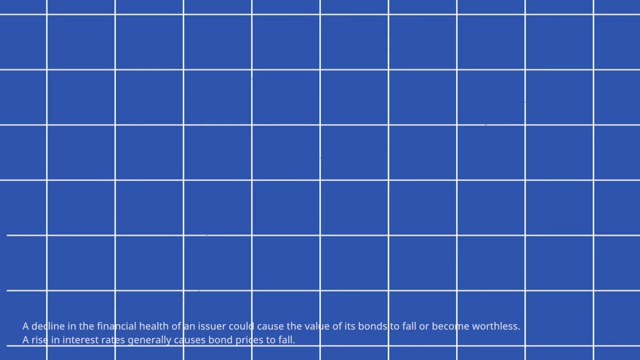 A decline in the financial health of an issuer could cause the value of its bonds to fall or become worthless.
A rise in interest rates generally causes bond prices to fall.